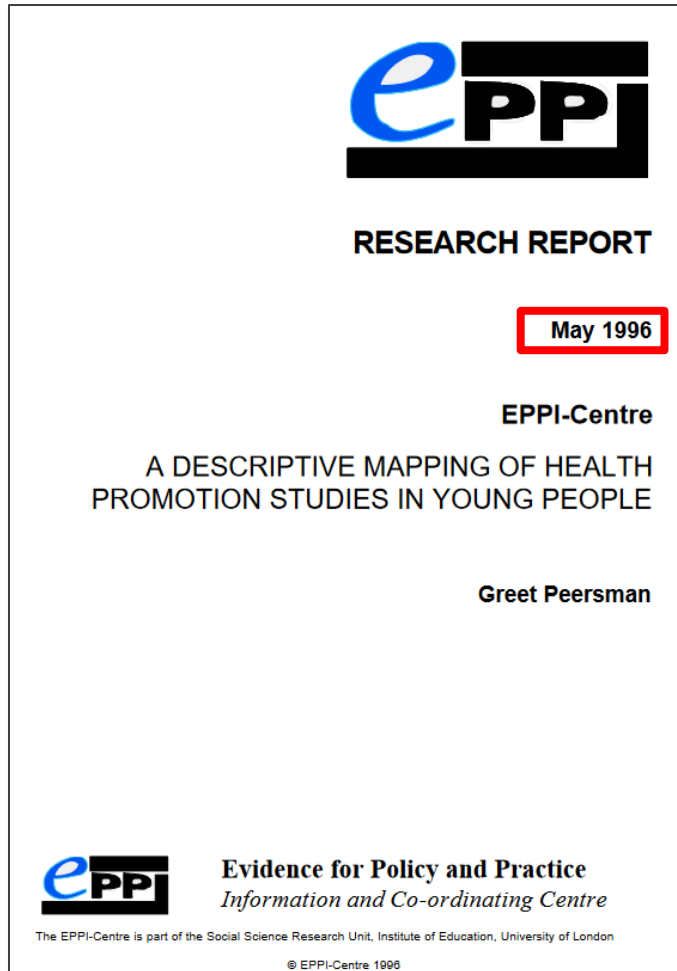 ePPI
RESEARCH REPORT
May 1996
EPPI-Centre
A DESCRIPTIVE MAPPING OF HEALTH
PROMOTION STUDIES IN YOUNG PEOPLE
Greet Peersman
ePPI
Evidence for Policy and Practice
Information and Co-ordinating Centre
The EPPI-Centre is part of the Social Science Research Unit, Institute of Education, University of London
© EPPI-Centre 1996